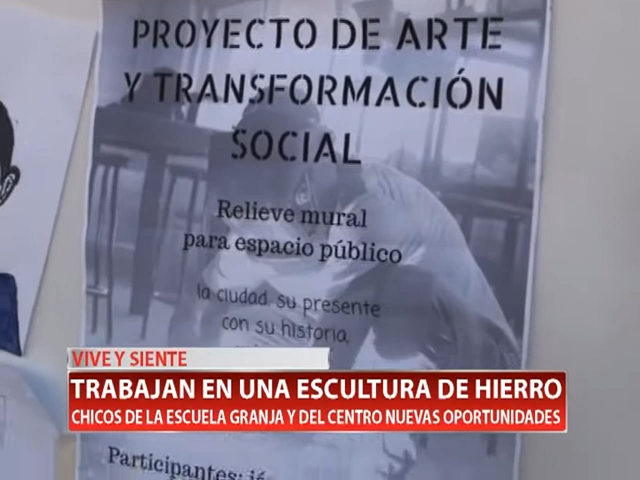 PROYECTO DE ARTE
Y TRANSFORMACIÓN
SOCIAL
Relieve mural
para espacio público
la ciudad, su presente
con su historia,
VIVE Y SIENTE
TRABAJAN EN UNA ESCULTURA DE HIERRO
CHICOS DE LA ESCUELA GRANJA Y DEL CENTRO NUEVAS OPORTUNIDADES
Participantes: